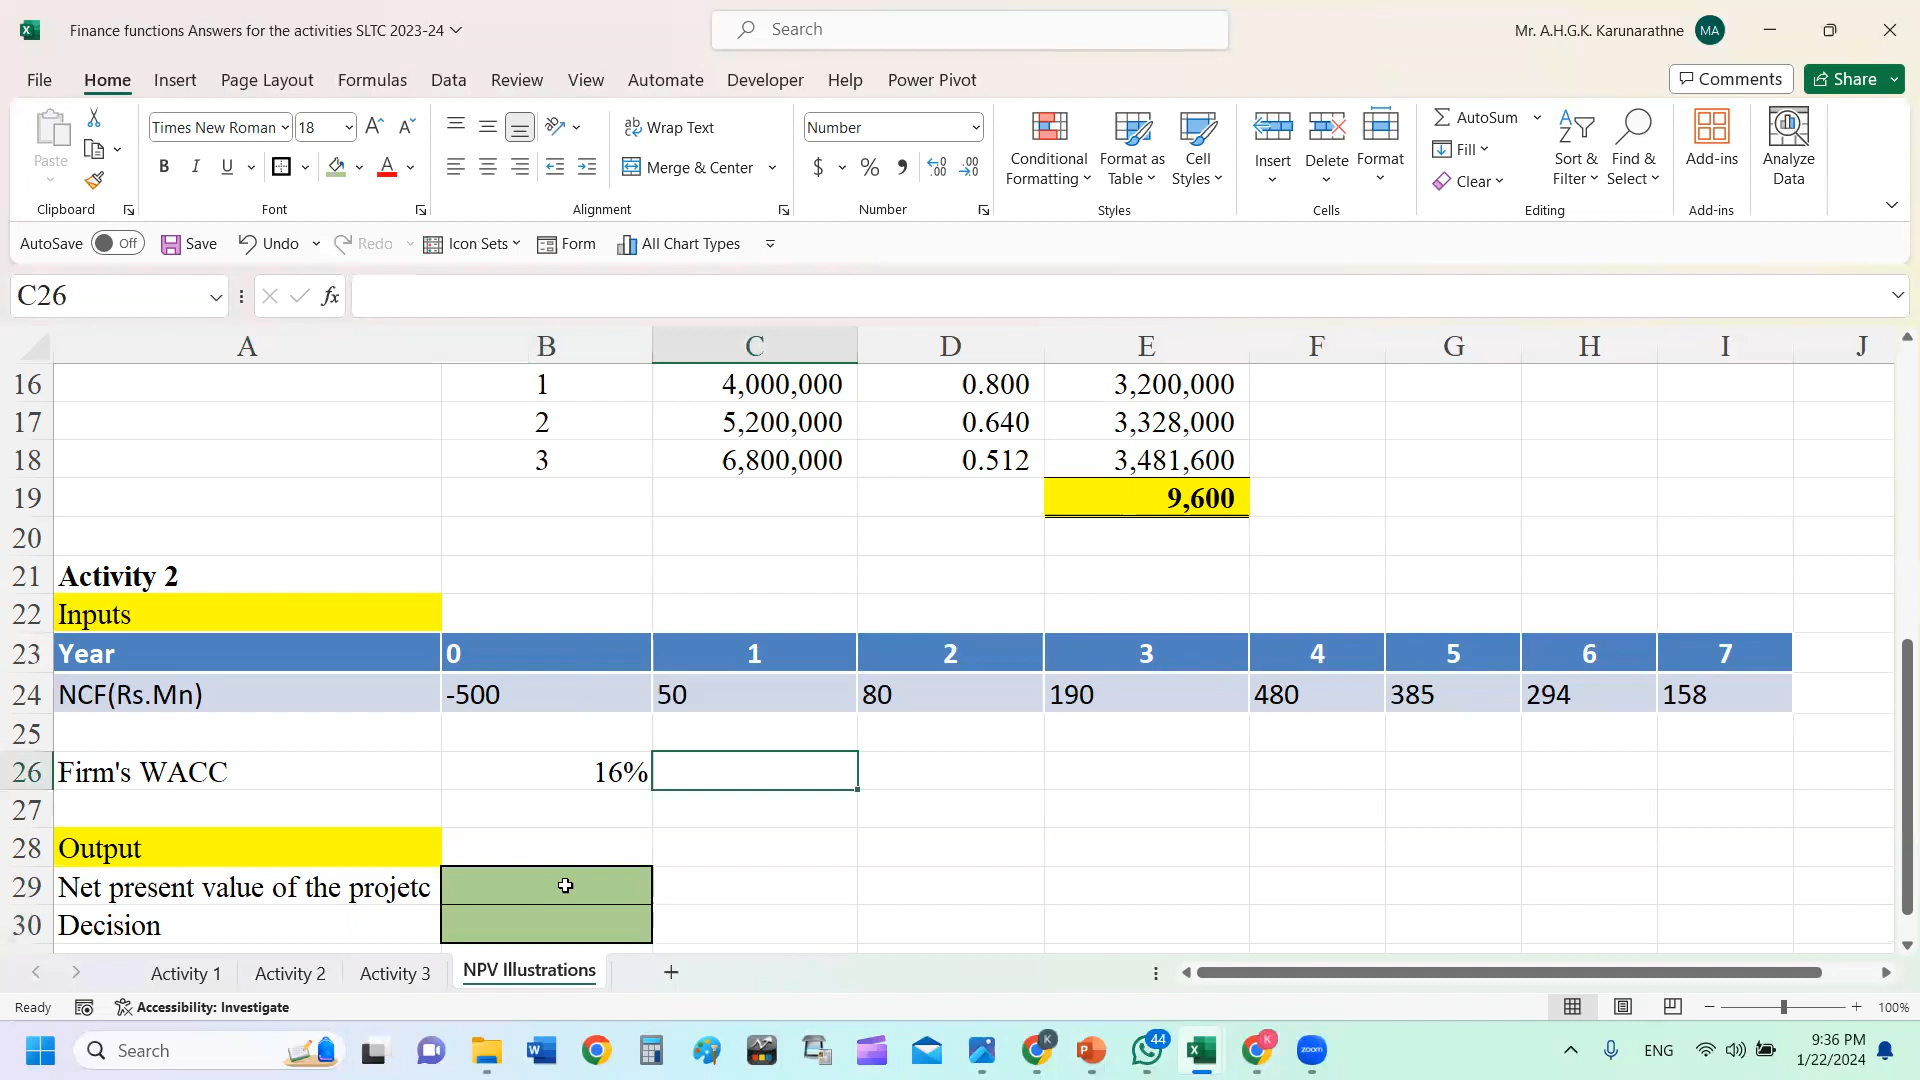 Finance functions Answers for the activities SLTC 2023-24
Search
Mr. A.H.G.K. Karunarathne
MA
File Home Insert Page Layout Formulas Data Review View Automate Developer Help Power Pivot
Comments
Share
Paste
Clipboard
Times New Roman
18
B I U
Font
Wrap Text
Merge & Center
Alignment
Number
$ % ,
Number
Conditional Formatting
Format as Table
Cell Styles
Styles
Insert
Delete
Format
Cells
AutoSum
Fill
Clear
Sort & Filter
Find & Select
Editing
Add-ins
Add-ins
Analyze Data
AutoSave Off Save Undo Redo Icon Sets Form All Chart Types
C26
fx
A B C D E F G H I J
16 1 4,000,000 0.800 3,200,000
17 2 5,200,000 0.640 3,328,000
18 3 6,800,000 0.512 3,481,600
19 9,600
20
21 Activity 2
22 Inputs
23 Year 0 1 2 3 4 5 6 7
24 NCF(Rs.Mn) -500 50 80 190 480 385 294 158
25
26 Firm's WACC 16%
27
28 Output
29 Net present value of the projetc
30 Decision
Activity 1 Activity 2 Activity 3 NPV Illustrations
Ready Accessibility: Investigate
100%
Search
44
K
K
zoom
ENG
9:36 PM
1/22/2024